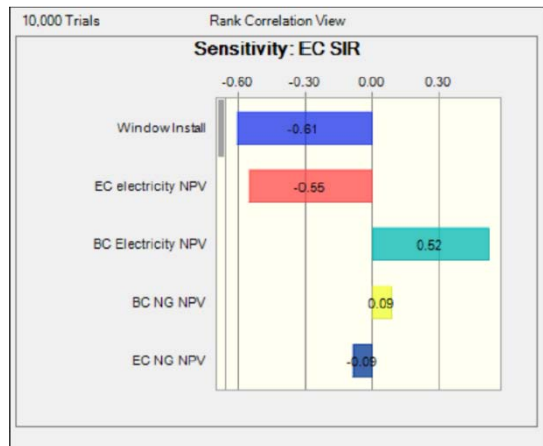 10,000 Trials Rank Correlation View
Sensitivity: EC SIR
-0.60 -0.30 0.00 0.30
Window Install -0.61
EC electricity NPV -0.55
BC Electricity NPV 0.52
BC NG NPV 0.09
EC NG NPV -0.09